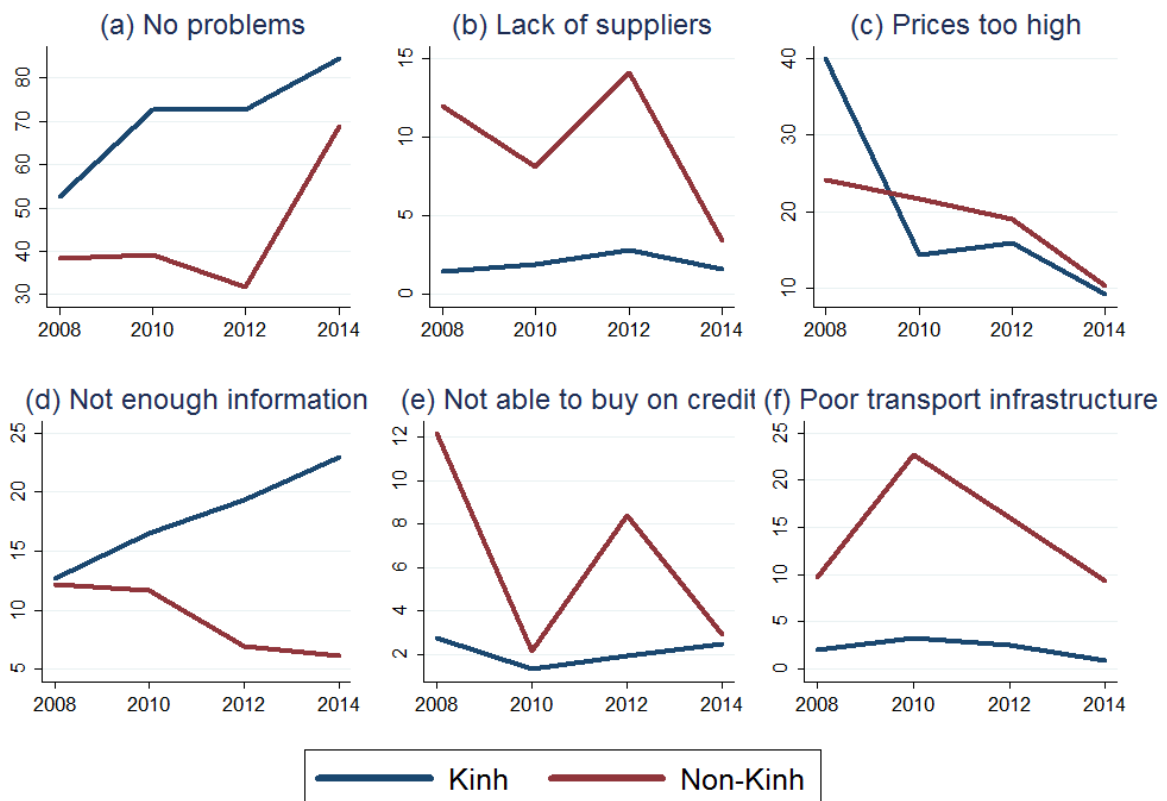 (a) No problems
80
70
60
50
40
30
2008 2010 2012 2014
(b) Lack of suppliers
15
10
5
0
2008 2010 2012 2014
(c) Prices too high
40
30
20
10
2008 2010 2012 2014
(d) Not enough information
25
20
15
10
5
2008 2010 2012 2014
(e) Not able to buy on credit
12
10
8
6
4
2
2008 2010 2012 2014
(f) Poor transport infrastructure
25
20
15
10
5
0
2008 2010 2012 2014
Kinh Non-Kinh